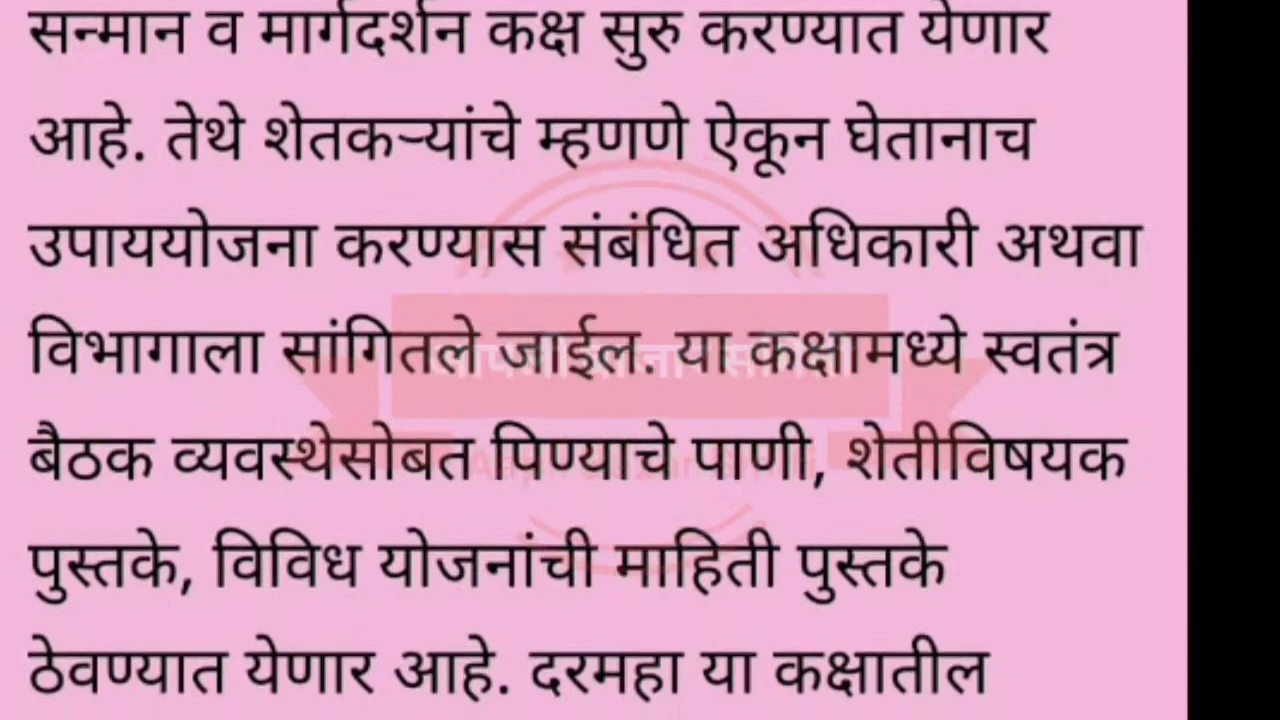 सन्मान व मार्गदर्शन कक्ष सुरु करण्यात येणार
आहे. तेथे शेतकऱ्यांचे म्हणणे ऐकून घेतानाच
उपाययोजना करण्यास संबंधित अधिकारी अथवा
विभागाला सांगितले जाईल. या कक्षामध्ये स्वतंत्र
बैठक व्यवस्थेसोबत पिण्याचे पाणी, शेतीविषयक
पुस्तके, विविध योजनांची माहिती पुस्तके
ठेवण्यात येणार आहे. दरमहा या कक्षातील